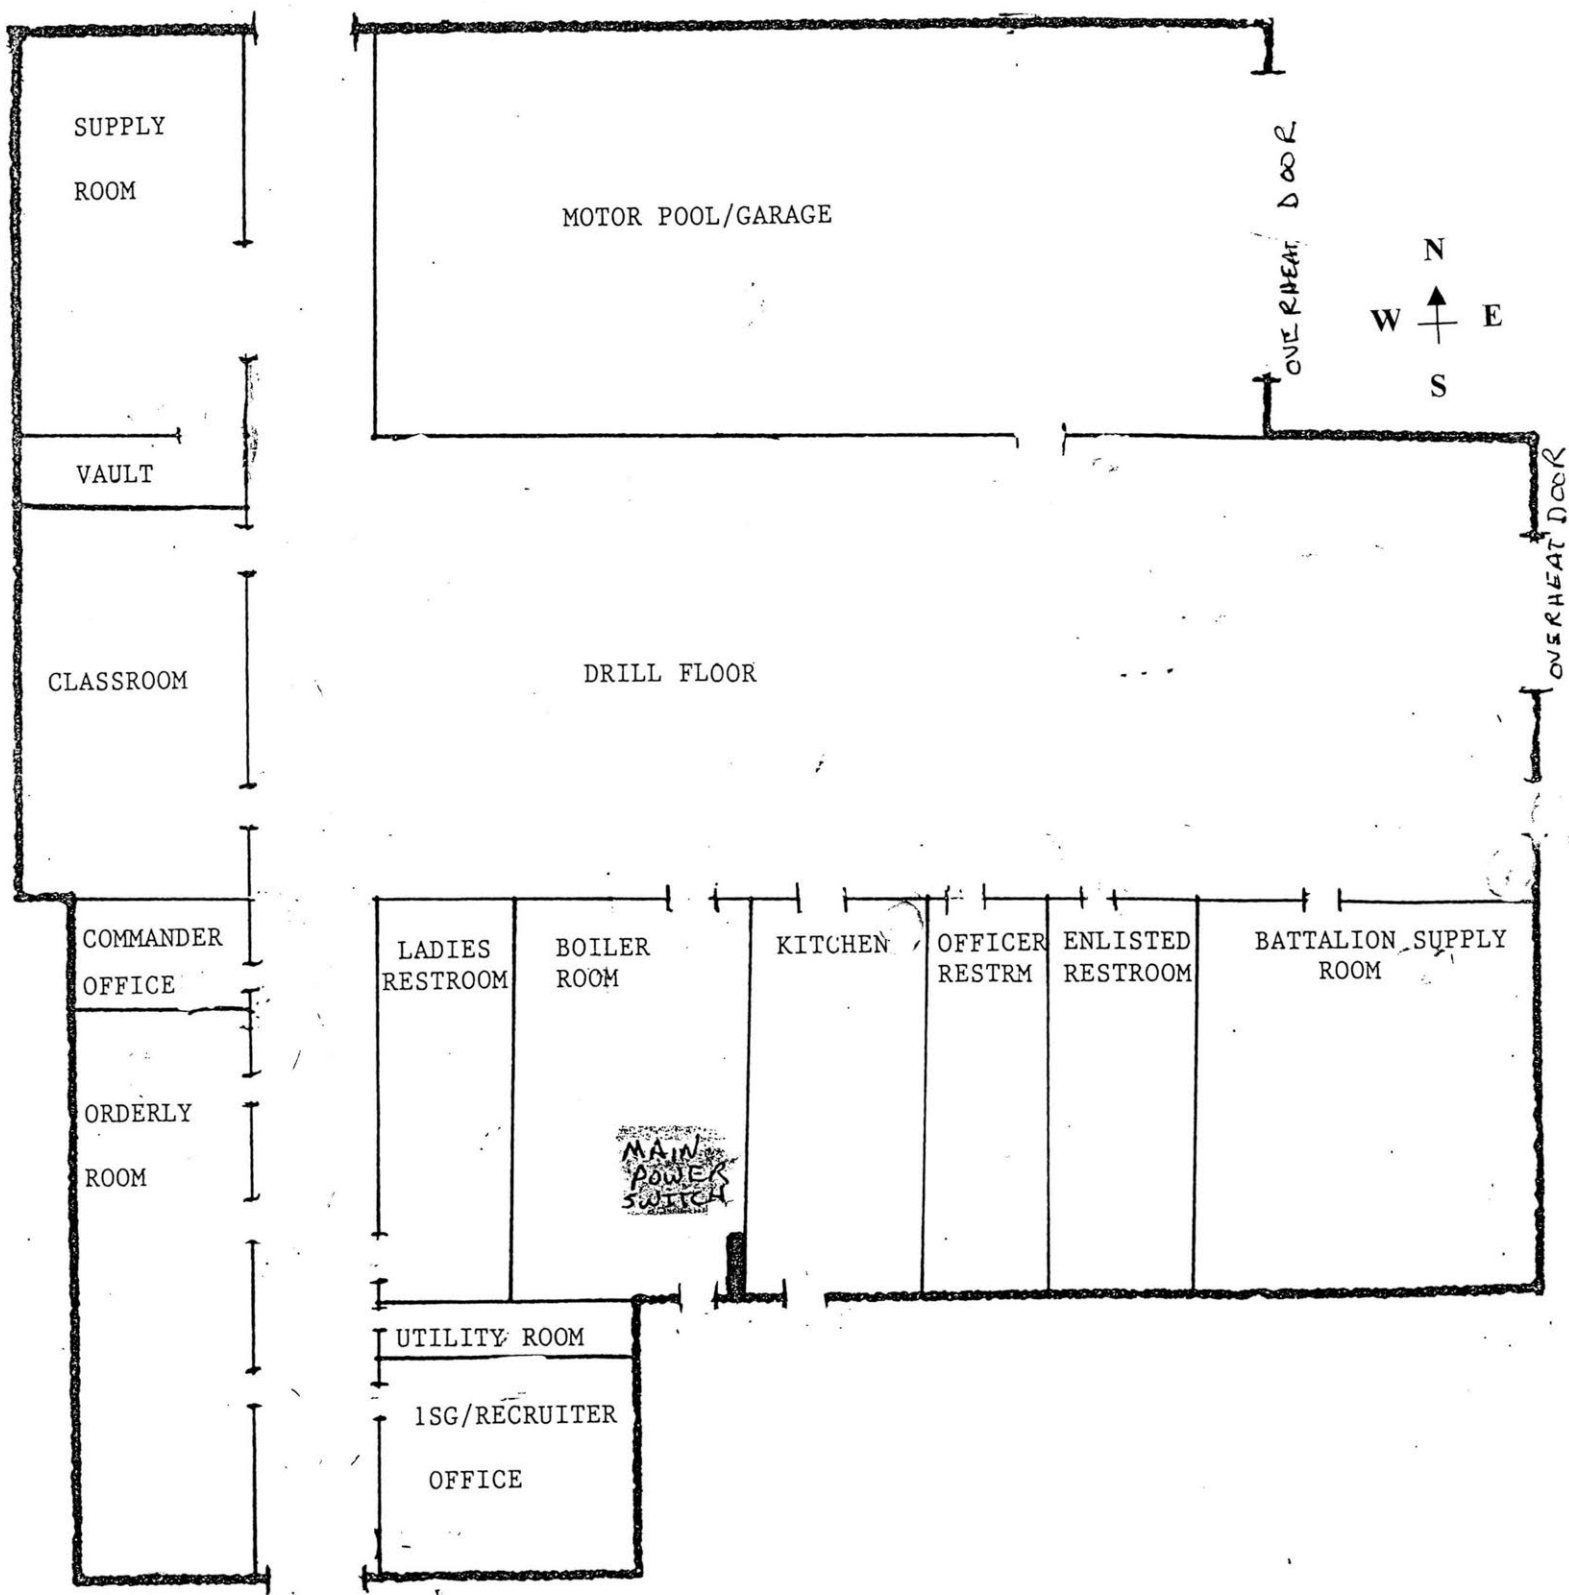 SUPPLY
ROOM
MOTOR POOL/GARAGE
OVERHEAT DOOR
N
W E
S
VAULT
OVERHEAT DOOR
CLASSROOM
DRILL FLOOR
COMMANDER
OFFICE
LADIES
RESTROOM
BOILER
ROOM
KITCHEN
OFFICER
RESTRM
ENLISTED
RESTROOM
BATTALION SUPPLY
ROOM
ORDERLY
ROOM
MAIN
POWER
SWITCH
UTILITY ROOM
1SG/RECRUITER
OFFICE